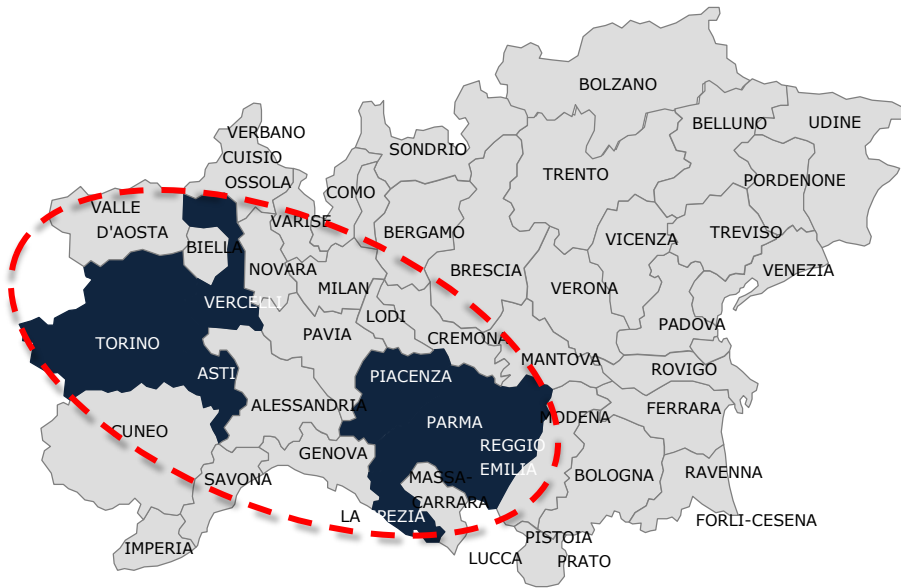 BOLZANO
BELLUNO
UDINE
VERBANO
CUISIO
OSSOLA
SONDRIO
TRENTO
PORDENONE
COMO
VALLE
D'AOSTA
VARISE
BERGAMO
VICENZA
TREVISO
BIELLA
NOVARA
BRESCIA
VENEZIA
MILAN
VERONA
VERCELLI
LODI
PADOVA
PAVIA
CREMONA
TORINO
MANTOVA
ROVIGO
ASTI
PIACENZA
ALESSANDRIA
FERRARA
MODENA
PARMA
CUNEO
REGGIO
EMILIA
GENOVA
BOLOGNA
RAVENNA
SAVONA
MASSA-
CARRARA
LA SPEZIA
FORLI-CESENA
PISTOIA
IMPERIA
LUCCA
PRATO